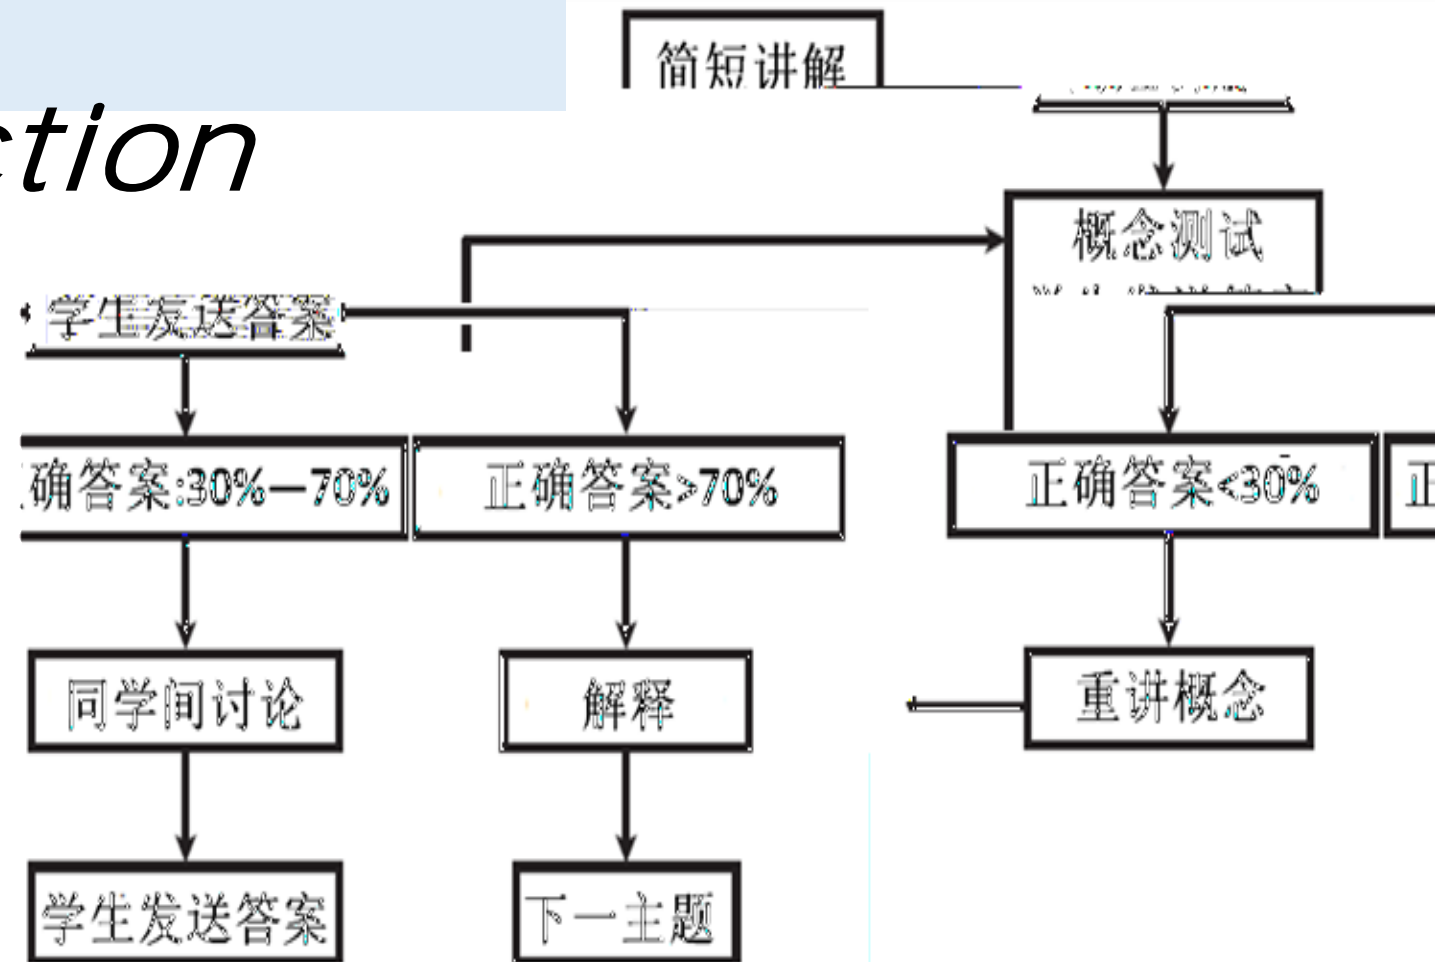 简短讲解
ction
概念测试
学生发送答案
确答案:30%—70%
正确答案>70%
正确答案<30%
正
同学间讨论
解释
重讲概念
学生发送答案
下一主题